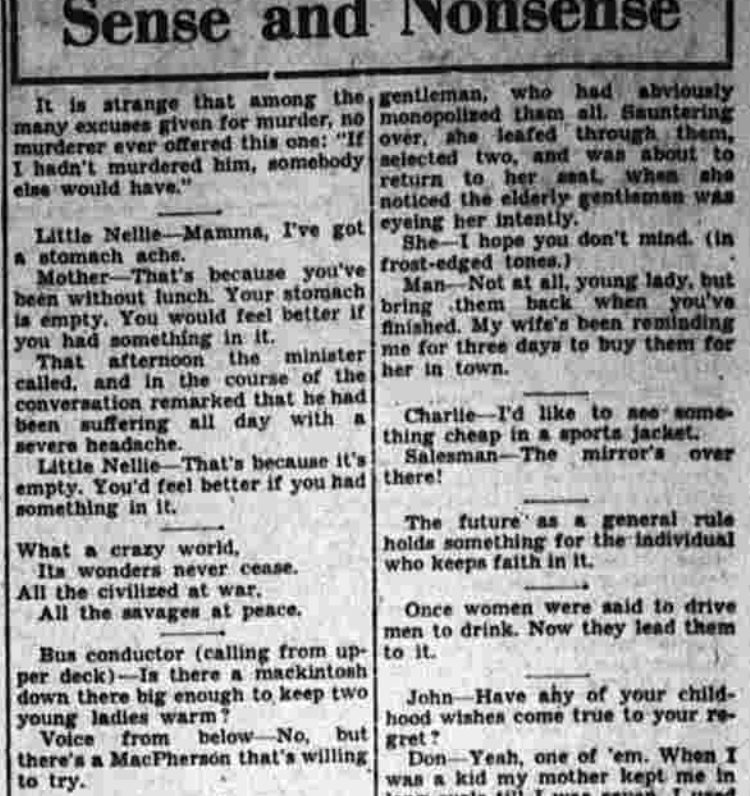 Sense and Nonsense
It is strange that among the
many excuses given for murder, no
murderer ever offered this one: "If
I hadn't murdered him, somebody
else would have."
Little Nellie—Mamma, I've got
a stomach ache.
Mother—That's because you've
been without lunch. Your stomach
is empty. You would feel better if
you had something in it.
That afternoon the minister
called, and in the course of the
conversation remarked that he had
been suffering all day with a
severe headache.
Little Nellie—That's because it's
empty. You'd feel better if you had
something in it.
What a crazy world,
Its wonders never cease.
All the civilized at war,
All the savages at peace.
Bus conductor (calling from up-
per deck)—Is there a mackintosh
down there big enough to keep two
young ladies warm?
Voice from below—No, but
there's a MacPherson that's willing
to try.
gentleman, who had obviously
monopolized them all. Sauntering
over, she leafed through them,
selected two, and was about to
return to her seat, when she
noticed the elderly gentleman was
eyeing her intently.
She—I hope you don't mind. (in
frost-edged tones.)
Man—Not at all, young lady, but
bring them back when you've
finished. My wife's been reminding
me for three days to buy them for
her in town.
Charlie—I'd like to see some-
thing cheap in a sports jacket.
Salesman—The mirror's over
there!
The future as a general rule
holds something for the individual
who keeps faith in it.
Once women were said to drive
men to drink. Now they lead them
to it.
John—Have any of your child-
hood wishes come true to your re-
gret?
Don—Yeah, one of 'em. When I
was a kid my mother kept me in
till I was seven. I used